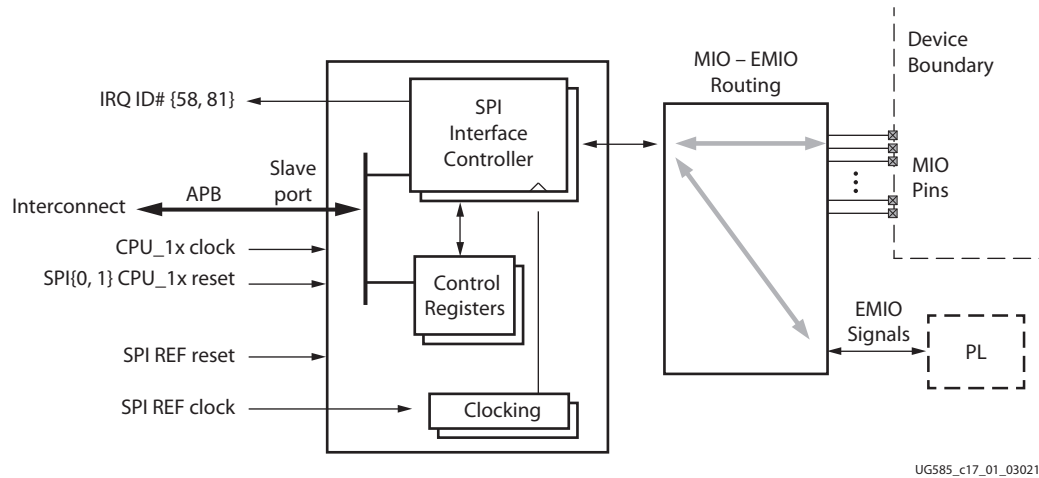 Device
Boundary
MIO – EMIO
Routing
IRQ ID# {58, 81}
SPI
Interface
Controller
Slave
port
APB
Interconnect
MIO
Pins
CPU_1x clock
SPI{0, 1} CPU_1x reset
Control
Registers
EMIO
Signals
SPI REF reset
PL
SPI REF clock
Clocking
UG585_c17_01_03021